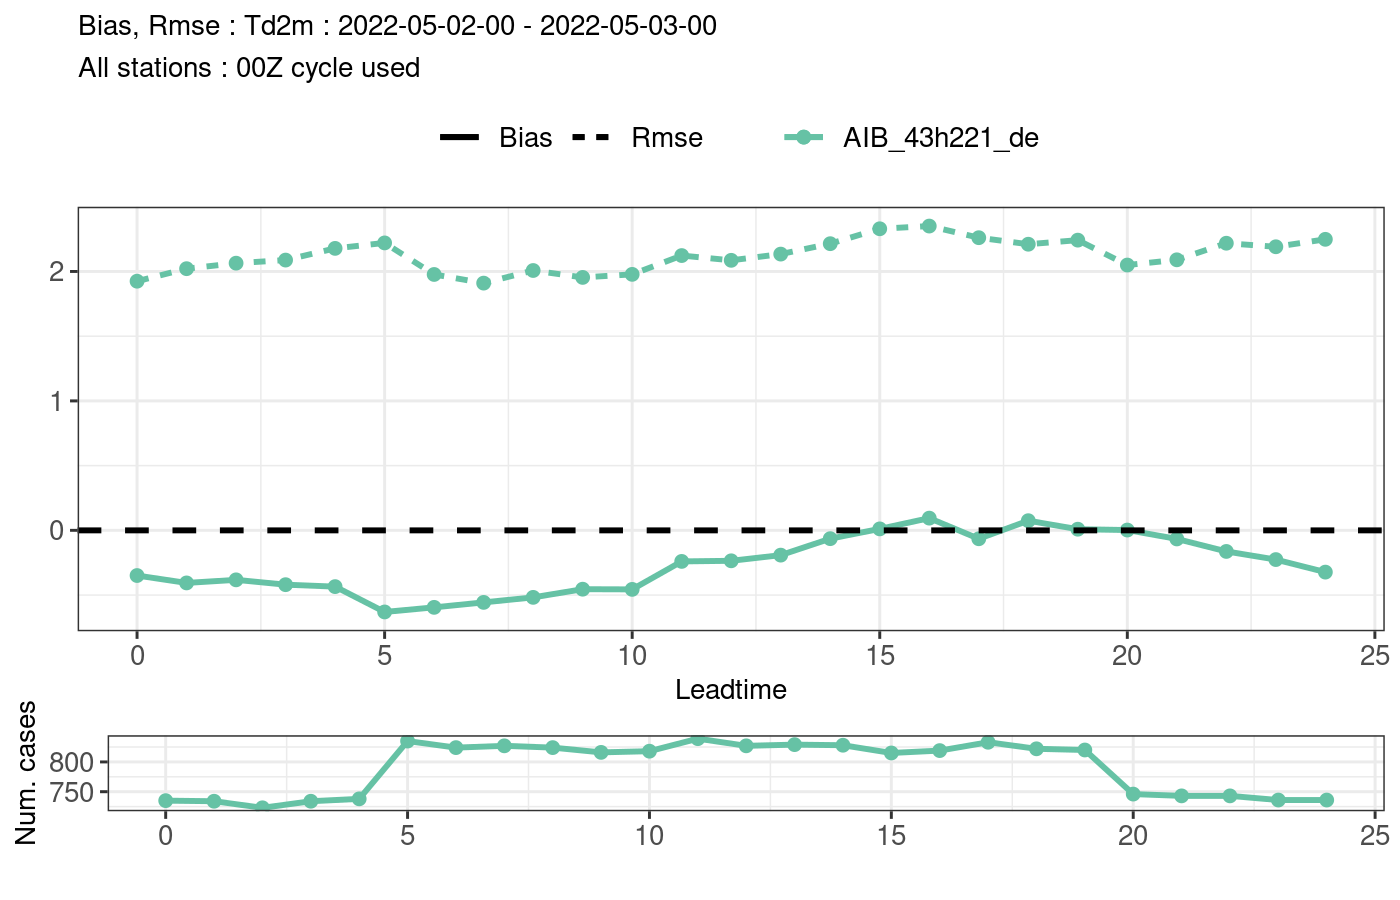 Bias, Rmse : Td2m : 2022-05-02-00 - 2022-05-03-00
All stations : 00Z cycle used
Bias Rmse AIB_43h221_de
2
1
0
0 5 10 15 20 25
Leadtime
Num. cases
800
750
0 5 10 15 20 25